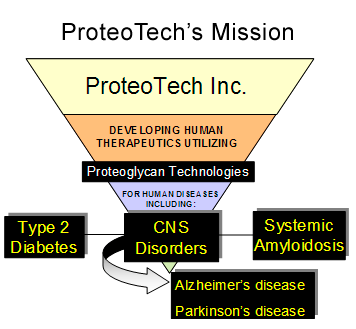 ProteoTech's Mission
ProteoTech Inc.
DEVELOPING HUMAN
THERAPEUTICS UTILIZING
Proteoglycan Technologies
FOR HUMAN DISEASES
INCLUDING:
Type 2
Diabetes
CNS
Disorders
Systemic
Amyloidosis
Alzheimer's disease
Parkinson's disease